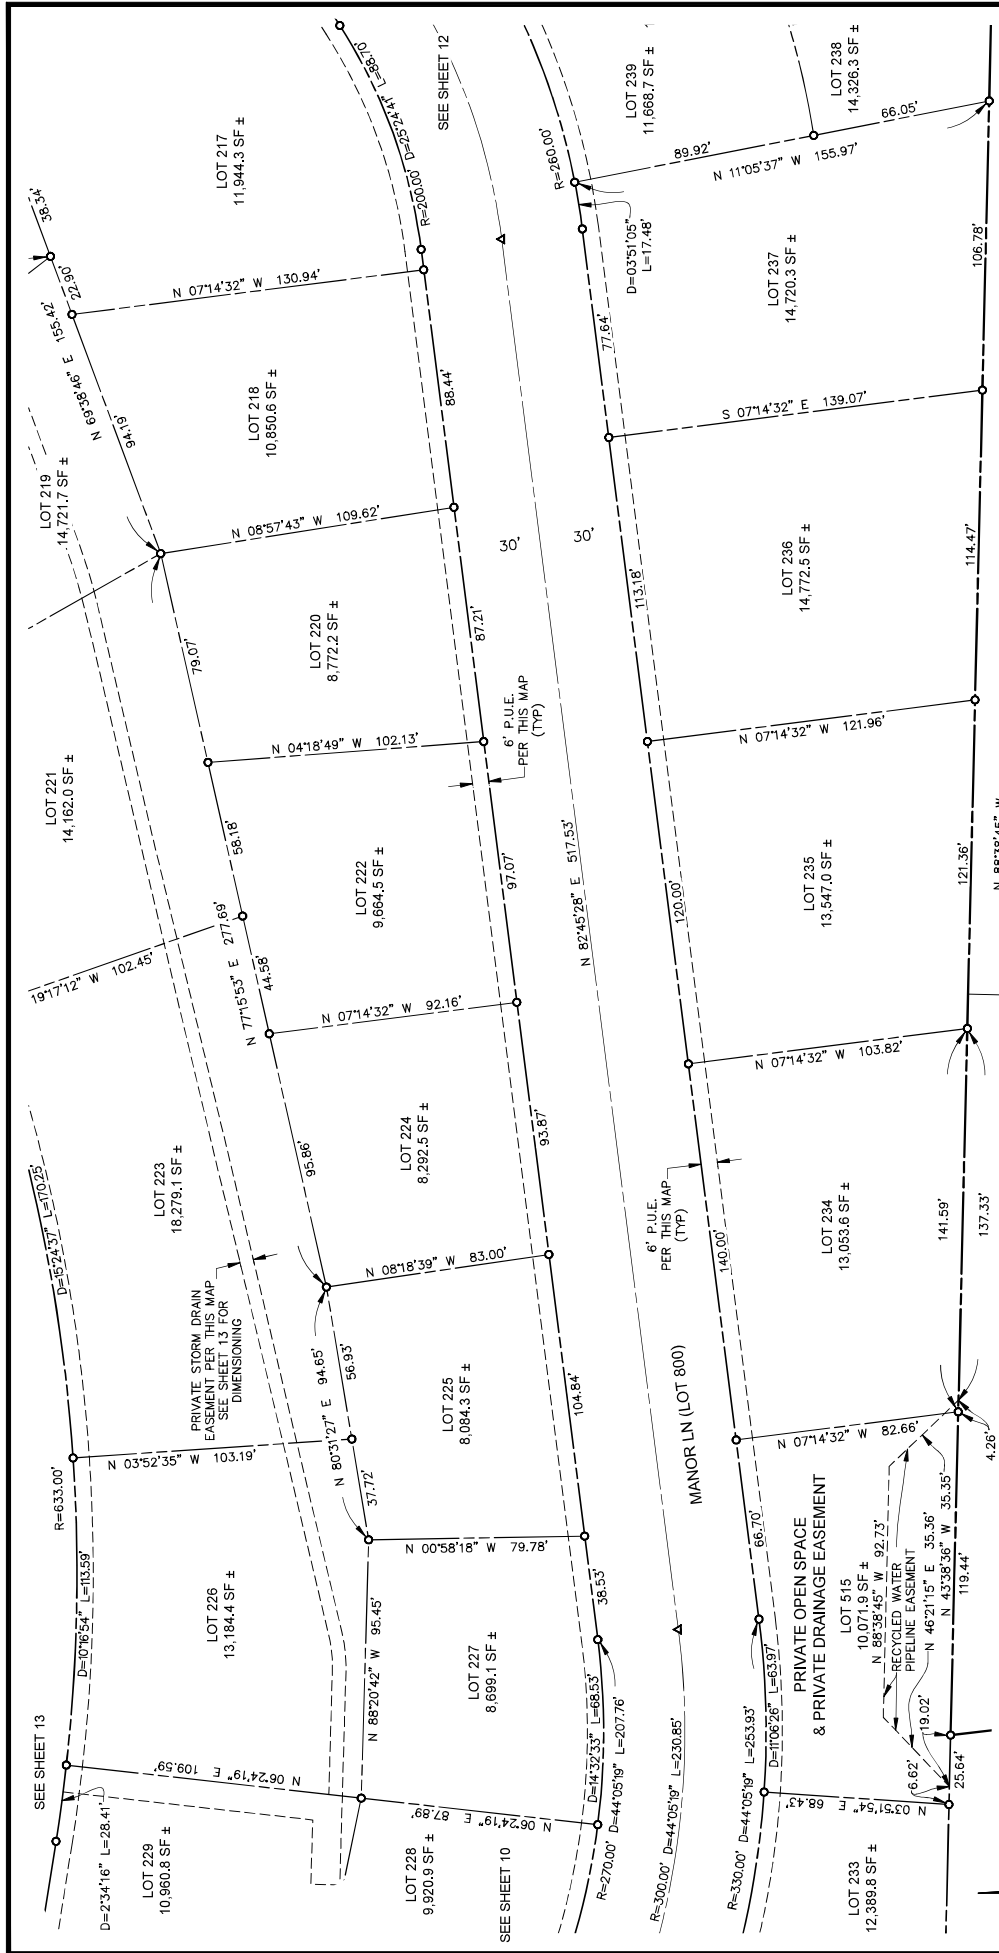 SEE SHEET 12
LOT 217
11,944.3 SF ±
R=200.00' D=25°24'41" L=88.70'
38.34'
22.90'
N 69°38'46" E 155.42'
94.19'
N 07°14'32" W 130.94'
LOT 218
10,850.6 SF ±
88.44'
LOT 219
14,721.7 SF ±
N 08°57'43" W 109.62'
LOT 220
8,772.2 SF ±
79.07'
87.21'
LOT 221
14,162.0 SF ±
N 04°18'49" W 102.13'
6' P.U.E.
PER THIS MAP
(TYP)
58.18'
LOT 222
9,664.5 SF ±
97.07'
N 77°15'53" E 277.69'
44.58'
19°17'12" W 102.45'
N 07°14'32" W 92.16'
LOT 223
18,279.1 SF ±
95.86'
LOT 224
8,292.5 SF ±
93.87'
D=15°24'37" L=170.25
PRIVATE STORM DRAIN
EASEMENT PER THIS MAP
SEE SHEET 13 FOR
DIMENSIONING
N 08°18'39" W 83.00'
N 80°31'27" E 94.65'
56.93'
37.72'
LOT 225
8,084.3 SF ±
104.84'
N 03°52'35" W 103.19'
R=633.00'
D=10°16'54" L=113.59'
LOT 226
13,184.4 SF ±
N 00°58'18" W 79.78'
N 88°20'42" W 95.45'
LOT 227
8,699.1 SF ±
38.53'
D=14°32'33" L=68.53'
R=270.00' D=44°05'19" L=207.76'
SEE SHEET 13
N 06°24'19" E 109.59'
N 06°24'19" E 87.89'
D=2°34'16" L=28.41'
LOT 229
10,960.8 SF ±
LOT 228
9,920.9 SF ±
SEE SHEET 10
R=300.00' D=44°05'19" L=230.85'
N 82°45'28" E 517.53'
30'
30'
MANOR LN (LOT 800)
LOT 239
11,668.7 SF ±
LOT 238
14,326.3 SF ±
R=260.00'
89.92'
66.05'
N 11°05'37" W 155.97'
D=03°51'05"
L=17.48'
77.64'
LOT 237
14,720.3 SF ±
106.78'
S 07°14'32" E 139.07'
113.18'
LOT 236
14,772.5 SF ±
114.47'
N 07°14'32" W 121.96'
120.00'
LOT 235
13,547.0 SF ±
121.36'
N 88°38'45" W
N 07°14'32" W 103.82'
6' P.U.E.
PER THIS MAP
(TYP)
140.00'
LOT 234
13,053.6 SF ±
141.59'
137.33'
N 07°14'32" W 82.66'
4.26'
66.70'
PRIVATE OPEN SPACE
& PRIVATE DRAINAGE EASEMENT
LOT 515
10,071.9 SF ±
N 88°38'45" W 92.73'
RECYCLED WATER
PIPELINE EASEMENT
N 46°21'15" E 35.36'
N 43°38'36" W 35.35'
119.44'
D=11°06'26" L=63.97'
R=330.00' D=44°05'19" L=253.93'
19.02'
6.62'
25.64'
N 03°51'54" E 68.43'
LOT 233
12,389.8 SF ±